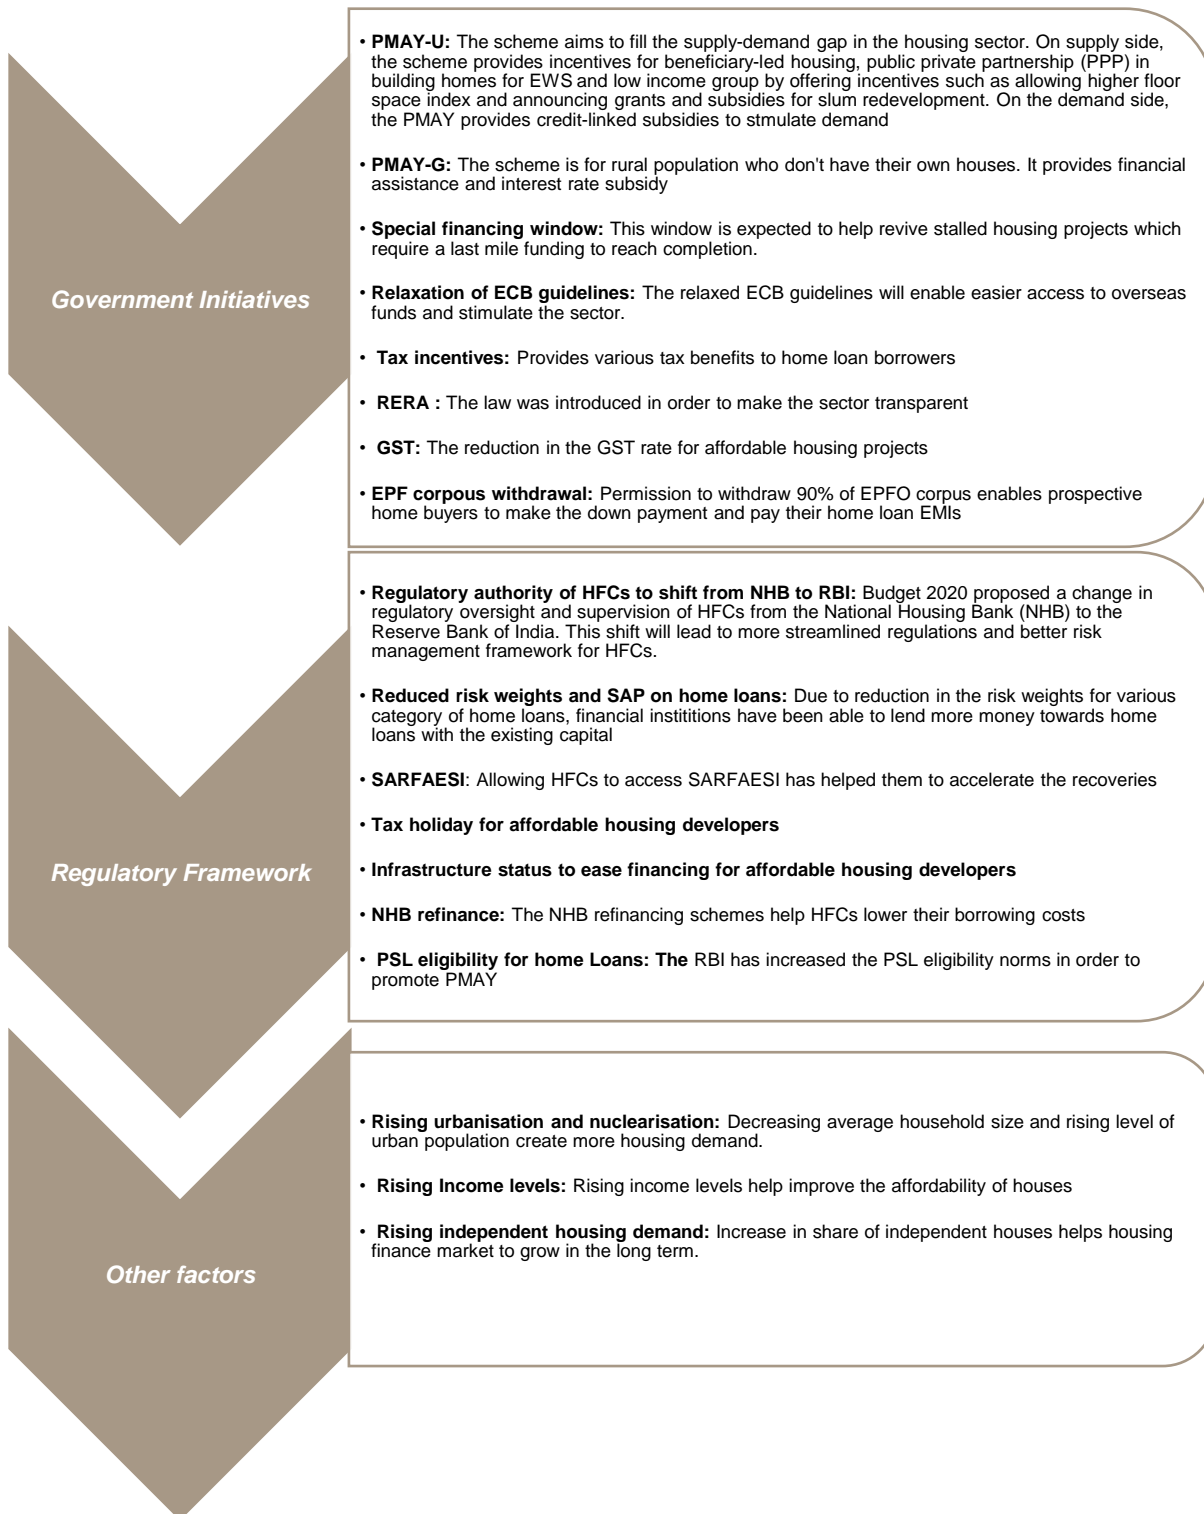 Government Initiatives
• PMAY-U: The scheme aims to fill the supply-demand gap in the housing sector. On supply side,
the scheme provides incentives for beneficiary-led housing, public private partnership (PPP) in
building homes for EWS and low income group by offering incentives such as allowing higher floor
space index and announcing grants and subsidies for slum redevelopment. On the demand side,
the PMAY provides credit-linked subsidies to stmulate demand
• PMAY-G: The scheme is for rural population who don't have their own houses. It provides financial
assistance and interest rate subsidy
• Special financing window: This window is expected to help revive stalled housing projects which
require a last mile funding to reach completion.
• Relaxation of ECB guidelines: The relaxed ECB guidelines will enable easier access to overseas
funds and stimulate the sector.
• Tax incentives: Provides various tax benefits to home loan borrowers
• RERA : The law was introduced in order to make the sector transparent
• GST: The reduction in the GST rate for affordable housing projects
• EPF corpous withdrawal: Permission to withdraw 90% of EPFO corpus enables prospective
home buyers to make the down payment and pay their home loan EMIs
Regulatory Framework
• Regulatory authority of HFCs to shift from NHB to RBI: Budget 2020 proposed a change in
regulatory oversight and supervision of HFCs from the National Housing Bank (NHB) to the
Reserve Bank of India. This shift will lead to more streamlined regulations and better risk
management framework for HFCs.
• Reduced risk weights and SAP on home loans: Due to reduction in the risk weights for various
category of home loans, financial instititions have been able to lend more money towards home
loans with the existing capital
• SARFAESI: Allowing HFCs to access SARFAESI has helped them to accelerate the recoveries
• Tax holiday for affordable housing developers
• Infrastructure status to ease financing for affordable housing developers
• NHB refinance: The NHB refinancing schemes help HFCs lower their borrowing costs
• PSL eligibility for home Loans: The RBI has increased the PSL eligibility norms in order to
promote PMAY
Other factors
• Rising urbanisation and nuclearisation: Decreasing average household size and rising level of
urban population create more housing demand.
• Rising Income levels: Rising income levels help improve the affordability of houses
• Rising independent housing demand: Increase in share of independent houses helps housing
finance market to grow in the long term.